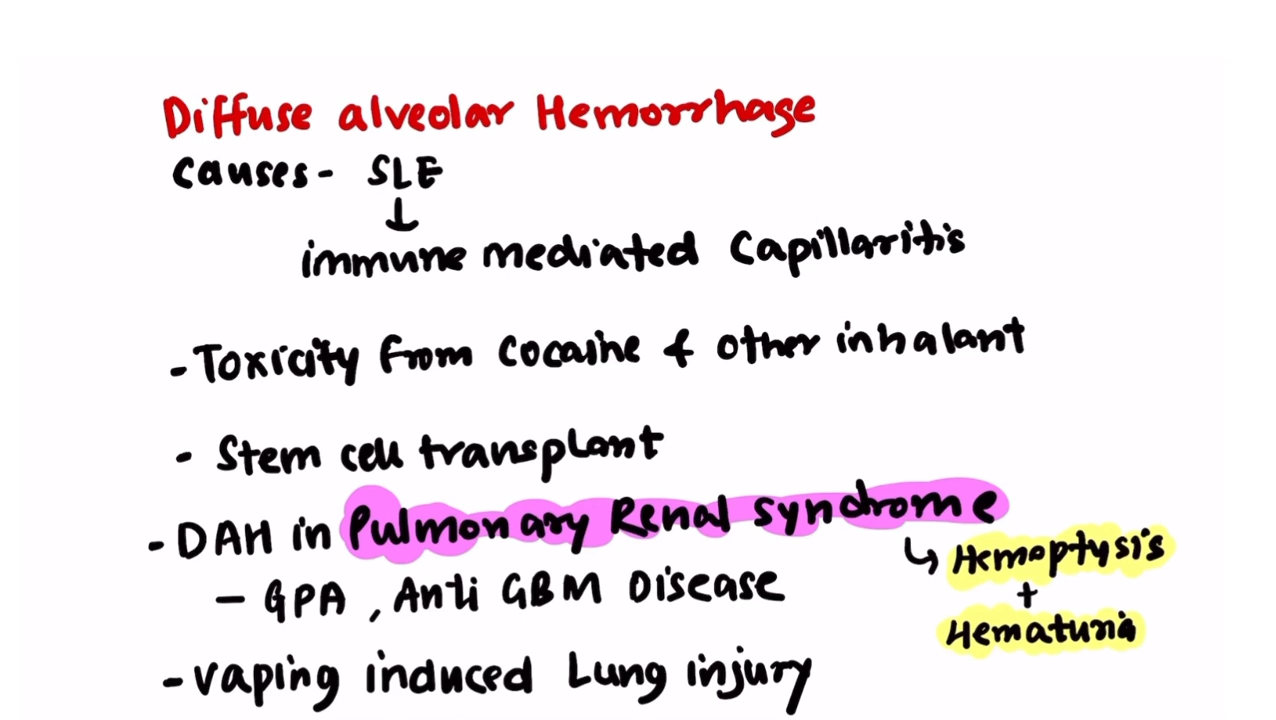 Diffuse alveolar Hemorrhage
Causes - SLE
↓
immune mediated Capillaritis
- Toxicity from cocaine & other inhalant
- Stem cell transplant
- DAH in Pulmonary Renal syndrome
↳ Hemoptysis
+
Hematuria
- GPA, Anti GBM Disease
- Vaping induced Lung injury